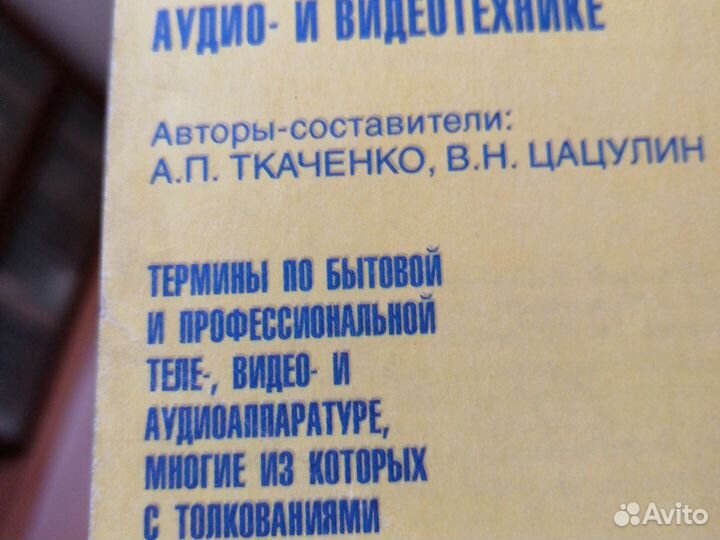 АУДИО- И ВИДЕОТЕХНИКЕ
Авторы-составители:
А.П. ТКАЧЕНКО, В.Н. ЦАЦУЛИН
ТЕРМИНЫ ПО БЫТОВОЙ
И ПРОФЕССИОНАЛЬНОЙ
ТЕЛЕ-, ВИДЕО- И
АУДИОАППАРАТУРЕ,
МНОГИЕ ИЗ КОТОРЫХ
С ТОЛКОВАНИЯМИ
Avito